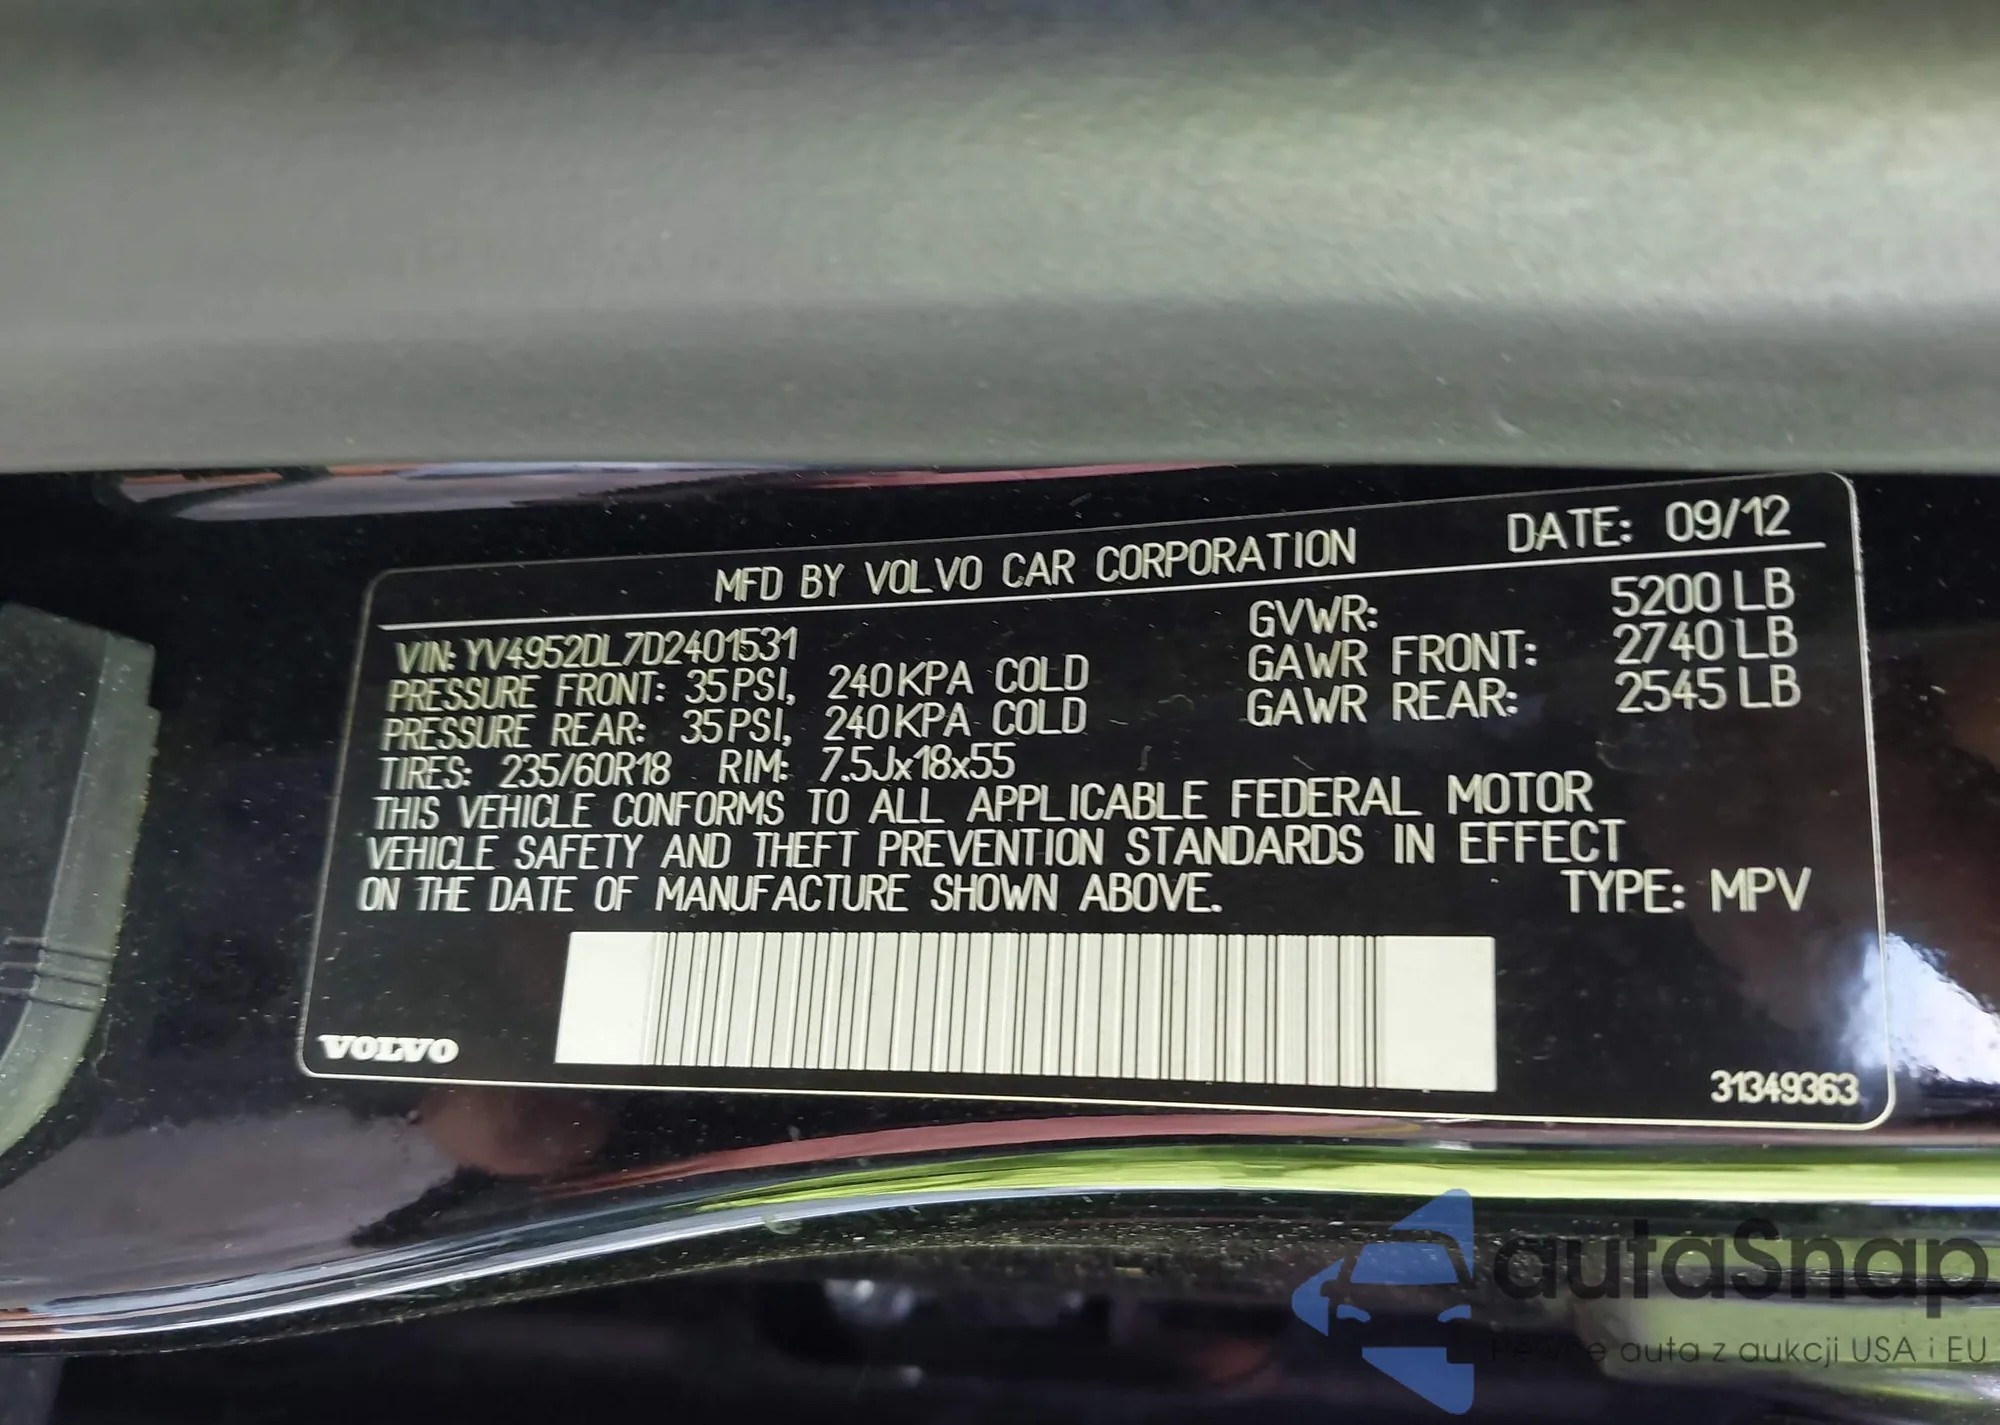 MFD BY VOLVO CAR CORPORATION DATE: 09/12
VIN: YV4952DL7D2401531 GVWR: 5200 LB
PRESSURE FRONT: 35 PSI, 240 KPA COLD GAWR FRONT: 2740 LB
PRESSURE REAR: 35 PSI, 240 KPA COLD GAWR REAR: 2545 LB
TIRES: 235/60R18 RIM: 7.5Jx18x55
THIS VEHICLE CONFORMS TO ALL APPLICABLE FEDERAL MOTOR
VEHICLE SAFETY AND THEFT PREVENTION STANDARDS IN EFFECT
ON THE DATE OF MANUFACTURE SHOWN ABOVE. TYPE: MPV
VOLVO
31349363
autaSnap
Pewne auta z aukcji USA i EU